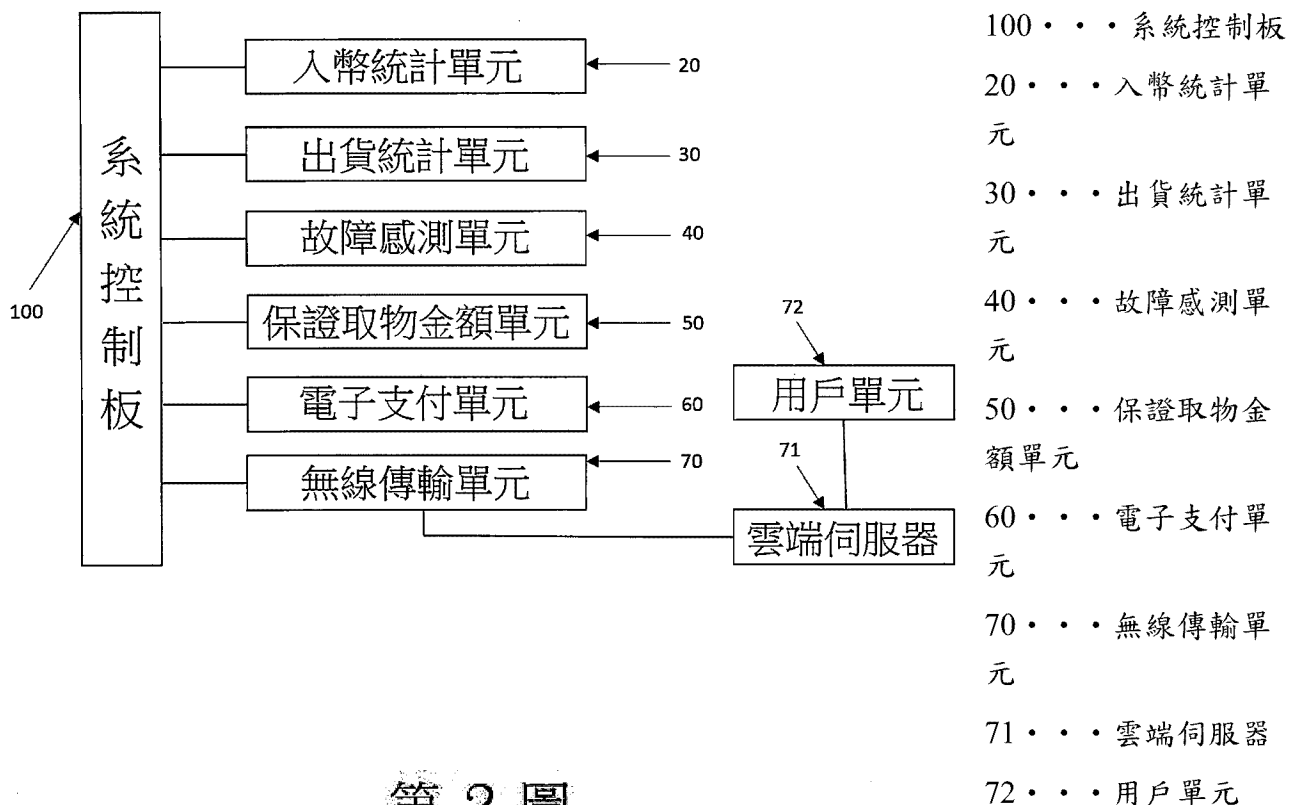 系統控制板
100
入幣統計單元
20
出貨統計單元
30
故障感測單元
40
保證取物金額單元
50
電子支付單元
60
無線傳輸單元
70
72
用戶單元
71
雲端伺服器
100・・・系統控制板
20・・・入幣統計單
元
30・・・出貨統計單
元
40・・・故障感測單
元
50・・・保證取物金
額單元
60・・・電子支付單
元
70・・・無線傳輸單
元
71・・・雲端伺服器
72・・・用戶單元